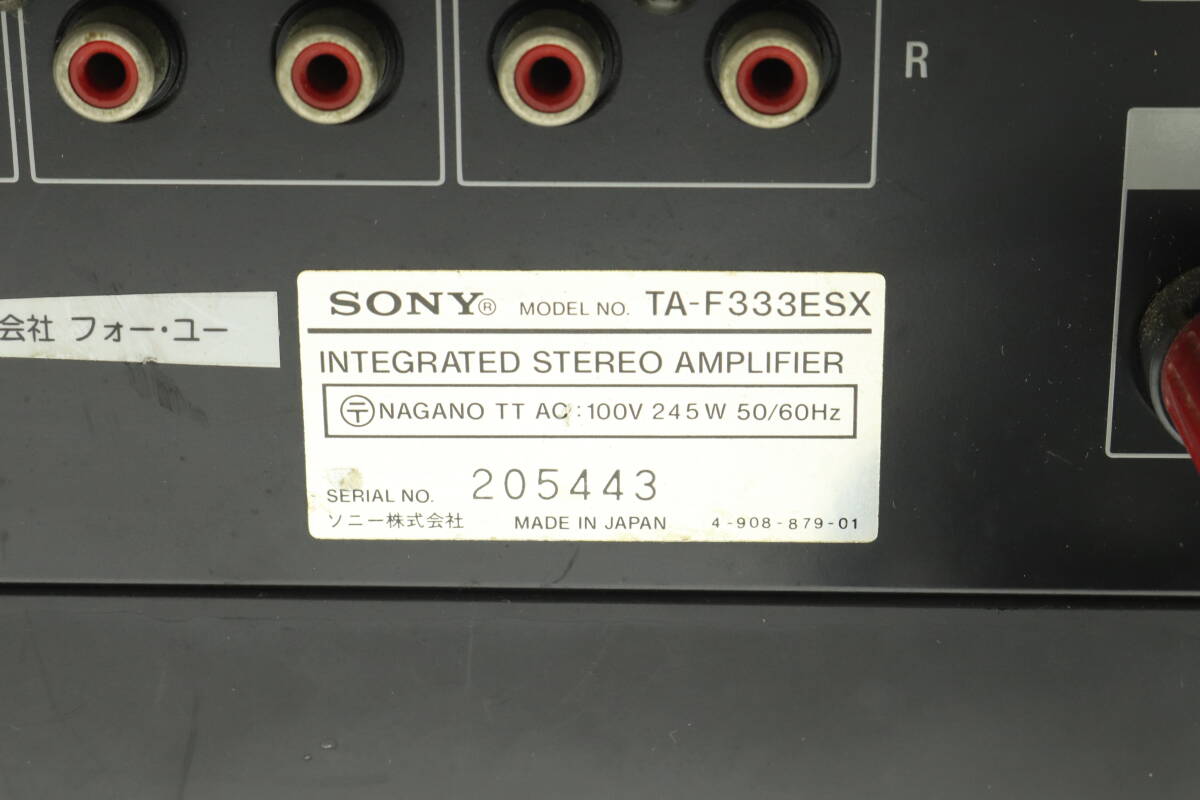 R
会社 フォー・ユー
SONY® MODEL NO. TA-F333ESX
INTEGRATED STEREO AMPLIFIER
〶NAGANO TT AC:100V 245W 50/60Hz
SERIAL NO. 205443
ソニー株式会社 MADE IN JAPAN 4-908-879-01